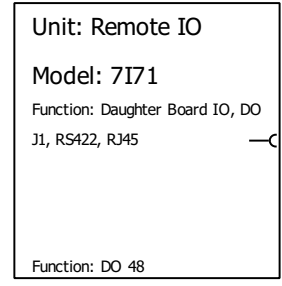 Unit: Remote IO
Model: 7I71
Function: Daughter Board IO, DO
J1, RS422, RJ45
Function: DO 48